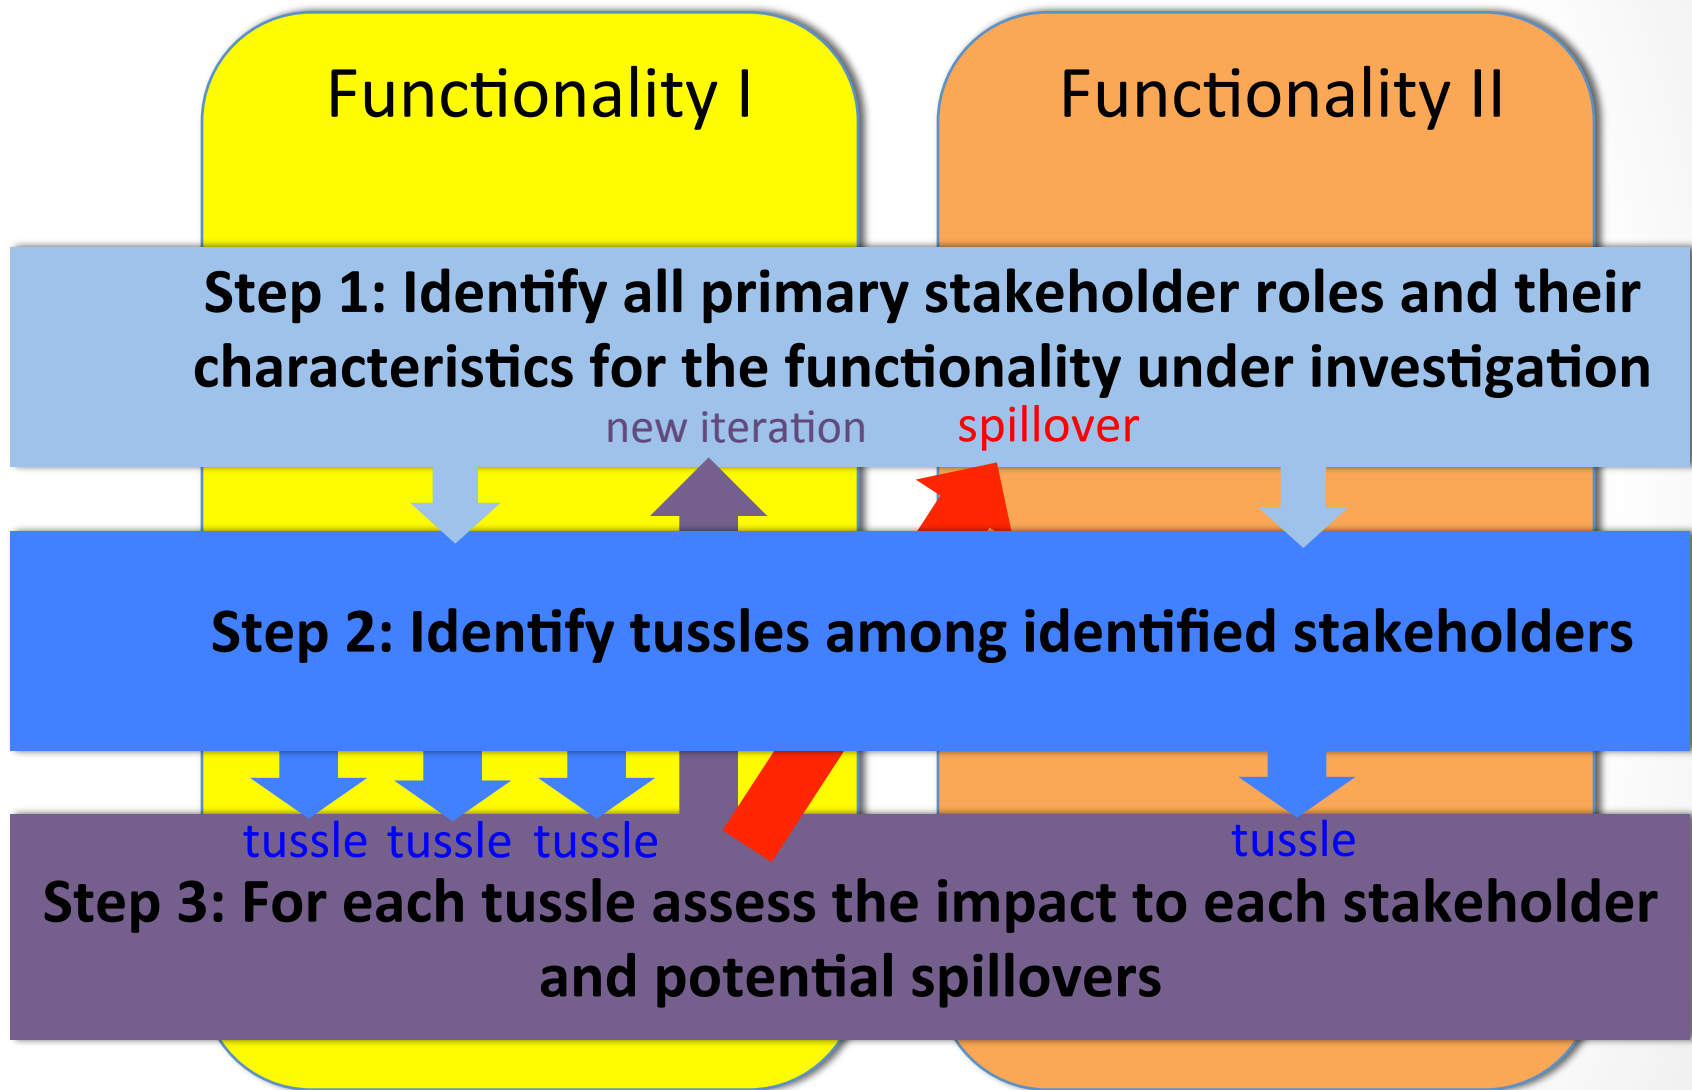 Functionality I
Functionality II
Step 1: Identify all primary stakeholder roles and their
characteristics for the functionality under investigation
new iteration
spillover
Step 2: Identify tussles among identified stakeholders
tussle tussle tussle
tussle
Step 3: For each tussle assess the impact to each stakeholder
and potential spillovers